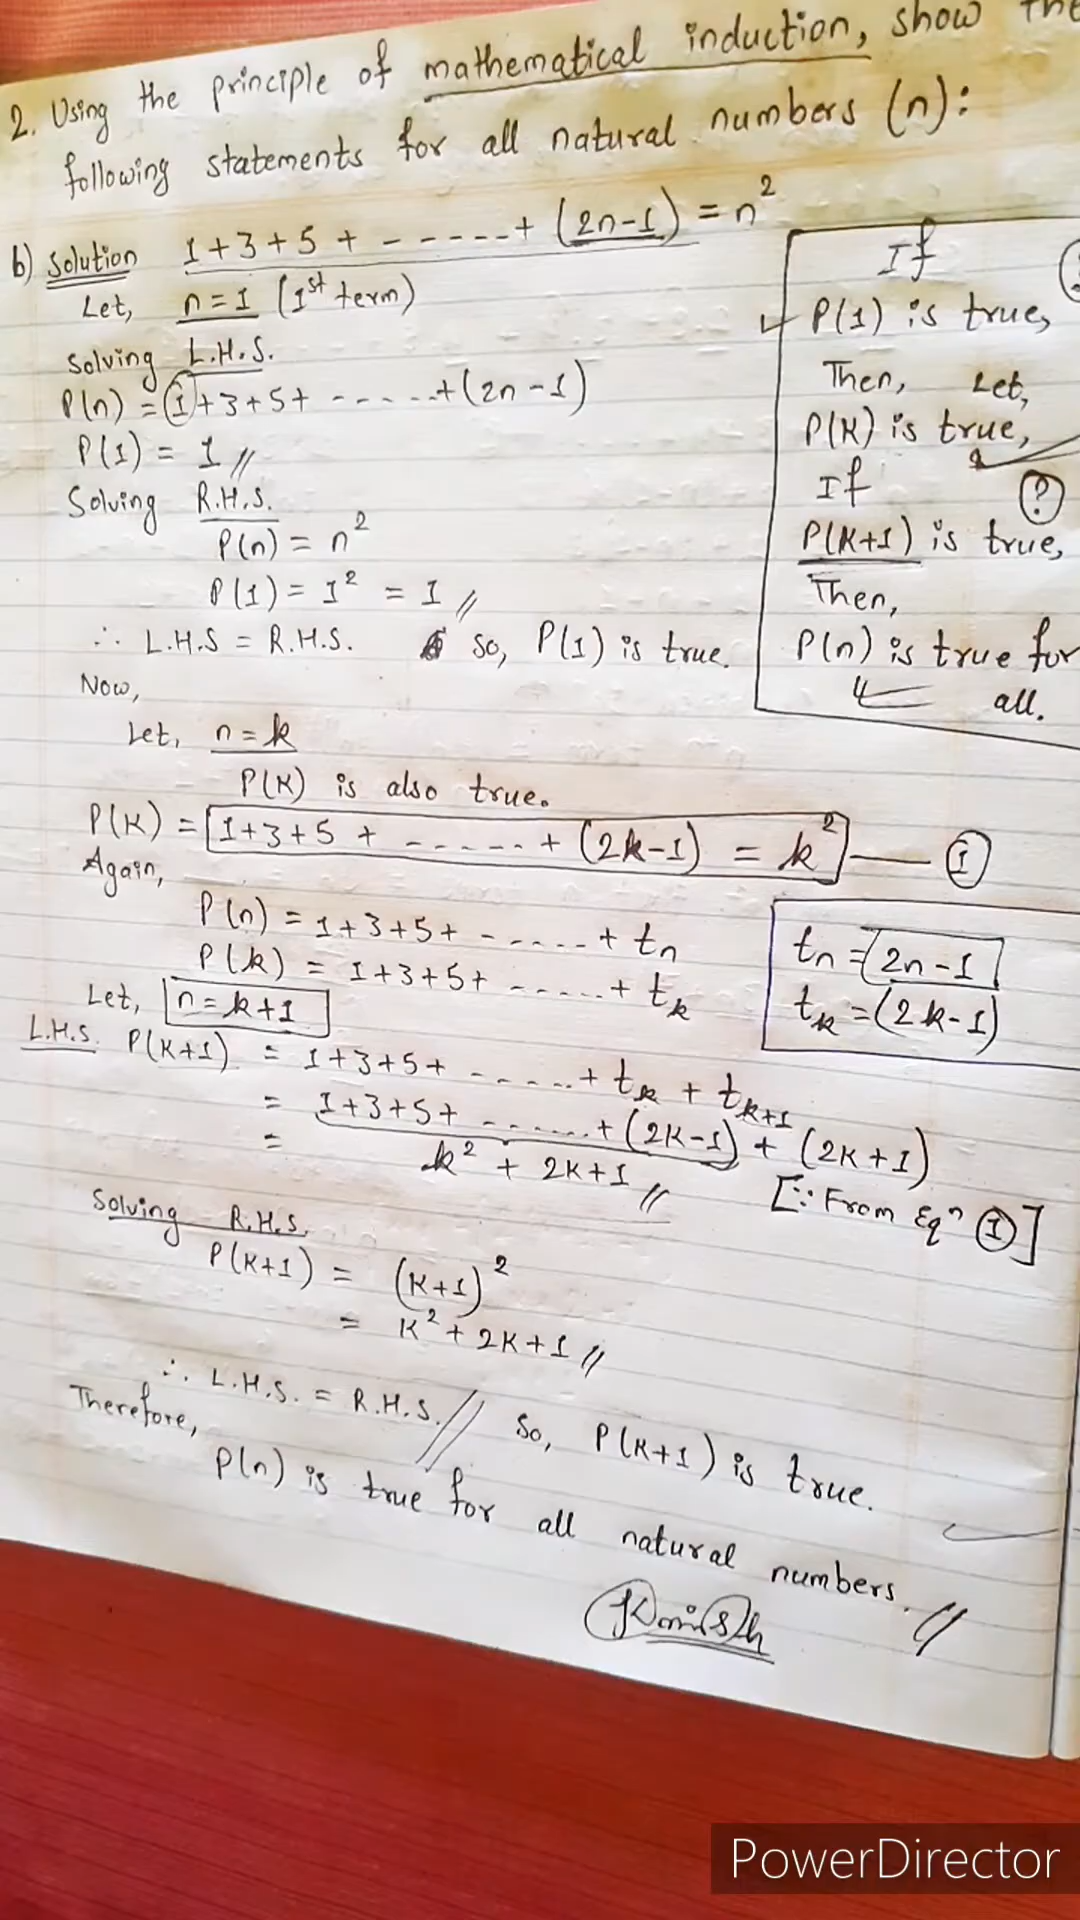 2. Using the principle of mathematical induction, show the
following statements for all natural numbers (n):
b) Solution 1 + 3 + 5 + ------ + (2n-1) = n²
Let, n = 1 (1st term)
Solving L.H.S.
P(n) = 1 + 3 + 5 + ------ + (2n - 1)
P(1) = 1 //
Solving R.H.S.
P(n) = n²
P(1) = 1² = 1 //
∴ L.H.S = R.H.S. So, P(1) is true.
If
P(1) is true,
Then, Let,
P(K) is true,
If ?
P(K+1) is true,
Then,
P(n) is true for
all.
Now,
Let, n = k
P(K) is also true.
P(K) = 1 + 3 + 5 + ------ + (2k-1) = k² —— 1
Again,
P(n) = 1 + 3 + 5 + ------ + tn
P(k) = 1 + 3 + 5 + ------ + tk
tn = 2n - 1
tk = (2k - 1)
Let, n = k + 1
L.H.S. P(K+1) = 1 + 3 + 5 + ------ + tk + tk+1
= 1 + 3 + 5 + ------ + (2K-1) + (2K+1)
= k² + 2K + 1 // [∵ From Eqⁿ 1]
Solving R.H.S.
P(K+1) = (K+1)²
= K² + 2K + 1 //
∴ L.H.S. = R.H.S. // So, P(K+1) is true.
Therefore,
P(n) is true for all natural numbers. //
PowerDirector